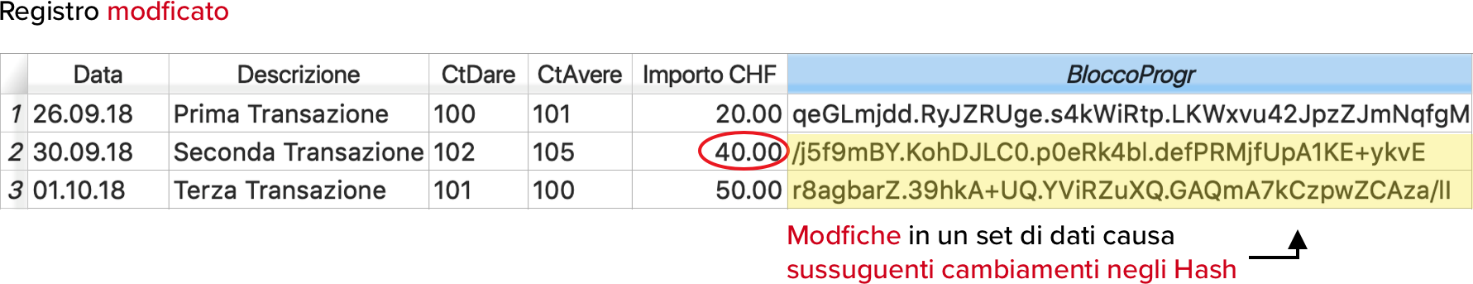 Registro modficato
Data Descrizione CtDare CtAvere Importo CHF BloccoProgr
1 26.09.18 Prima Transazione 100 101 20.00 qeGLmjdd.RyJZRUge.s4kWiRtp.LKWxvu42JpzZJmNqfgM
2 30.09.18 Seconda Transazione 102 105 40.00 /j5f9mBY.KohDJLC0.p0eRk4bl.defPRMjfUpA1KE+ykvE
3 01.10.18 Terza Transazione 101 100 50.00 r8agbarZ.39hkA+UQ.YViRZuXQ.GAQmA7kCzpwZCAza/lI
Modfiche in un set di dati causa
sussuguenti cambiamenti negli Hash